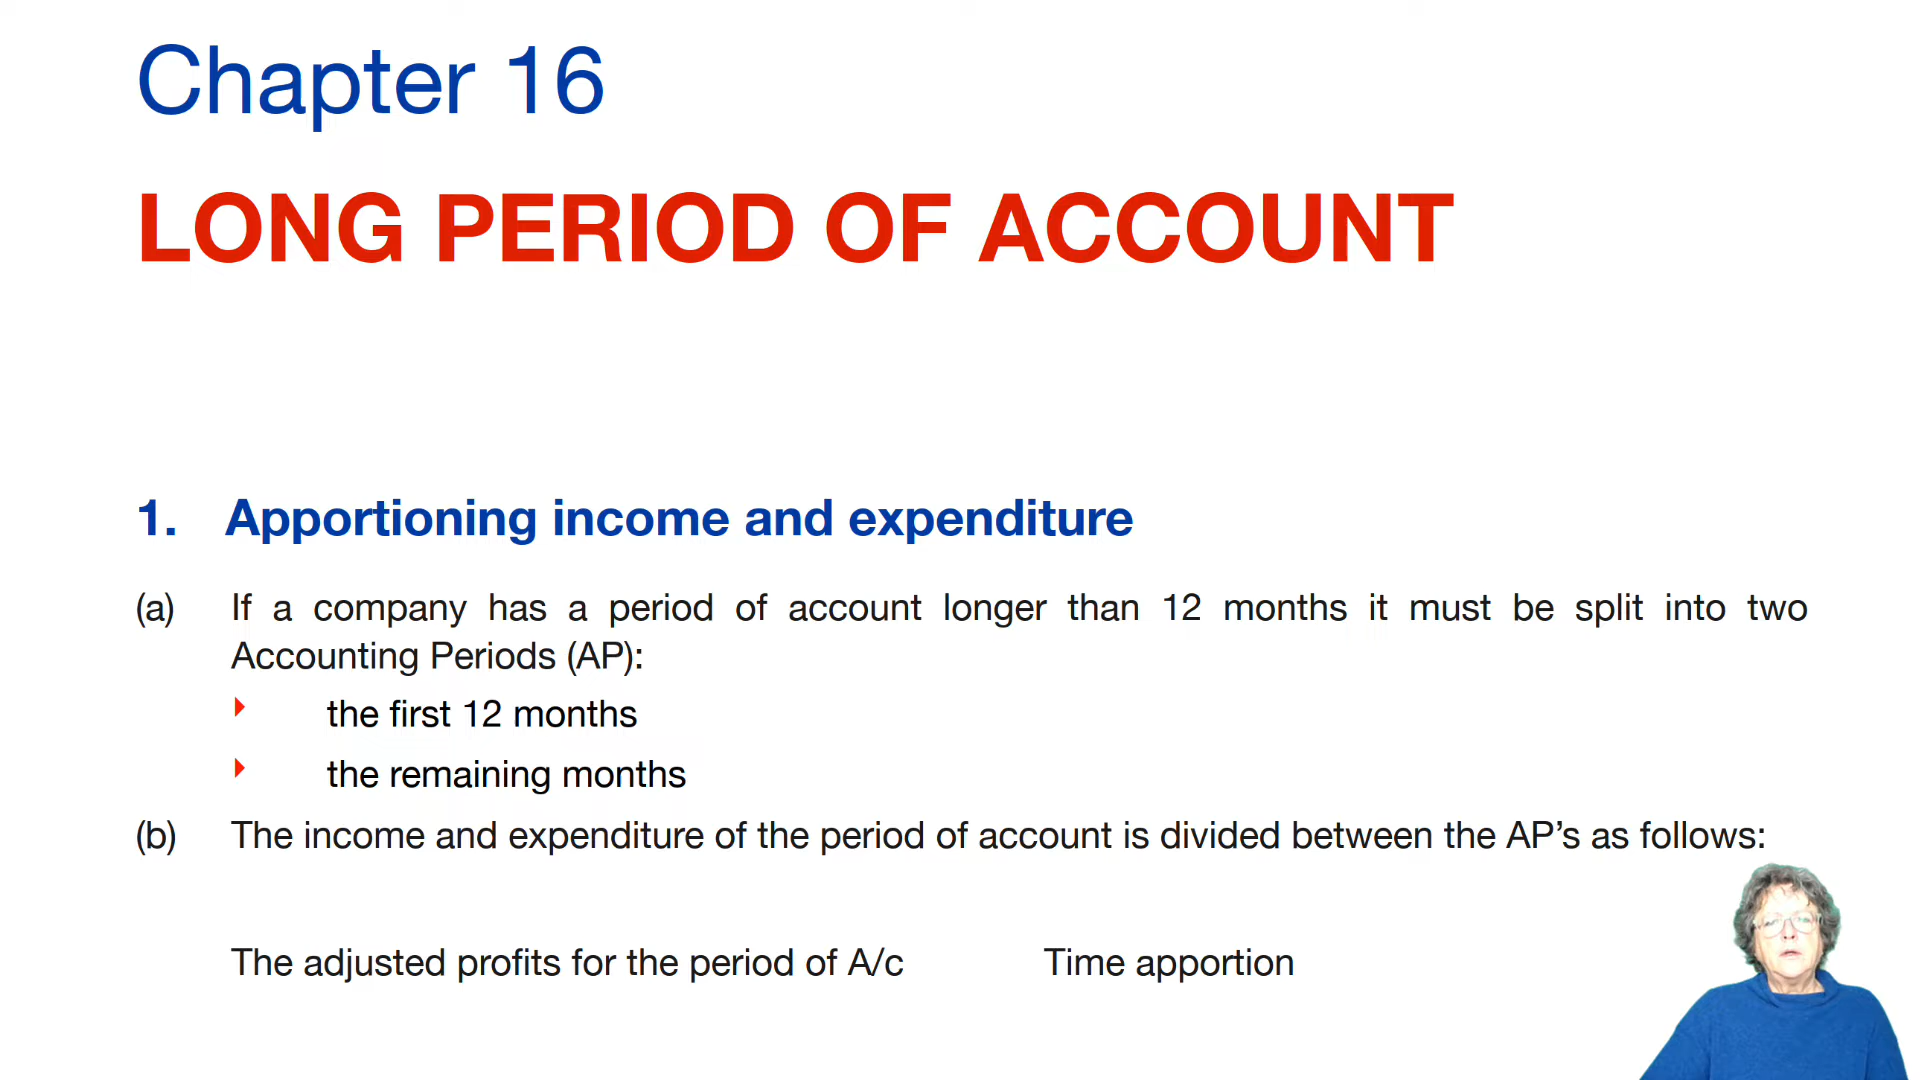 Chapter 16
LONG PERIOD OF ACCOUNT
1. Apportioning income and expenditure
(a) If a company has a period of account longer than 12 months it must be split into two
Accounting Periods (AP):
the first 12 months
the remaining months
(b) The income and expenditure of the period of account is divided between the AP’s as follows:
The adjusted profits for the period of A/c Time apportion